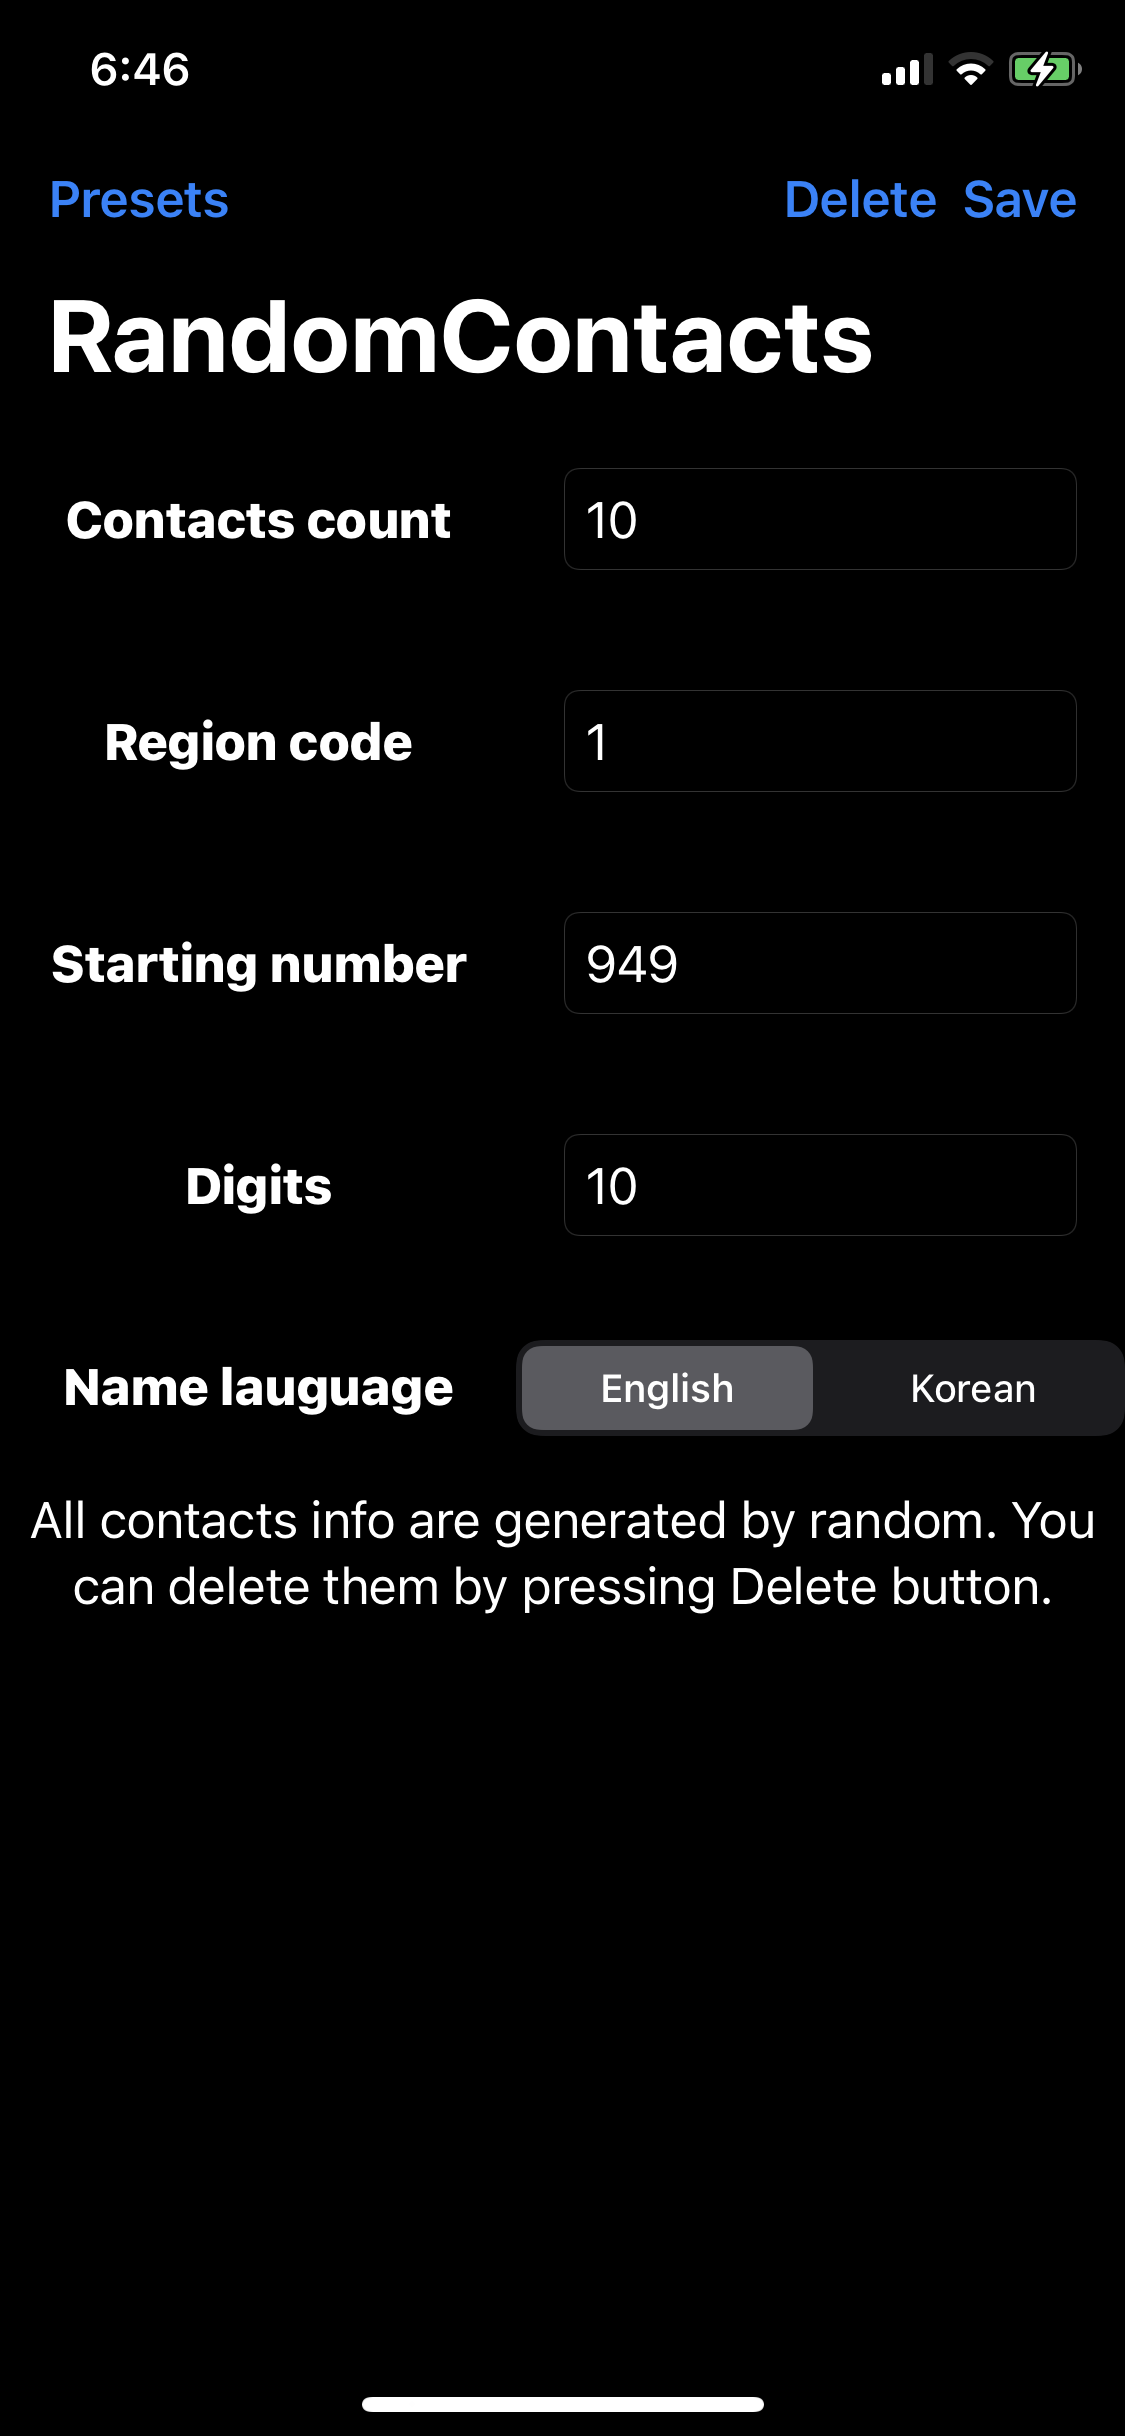 6:46
Presets Delete Save
RandomContacts
Contacts count 10
Region code 1
Starting number 949
Digits 10
Name lauguage English Korean
All contacts info are generated by random. You
can delete them by pressing Delete button.